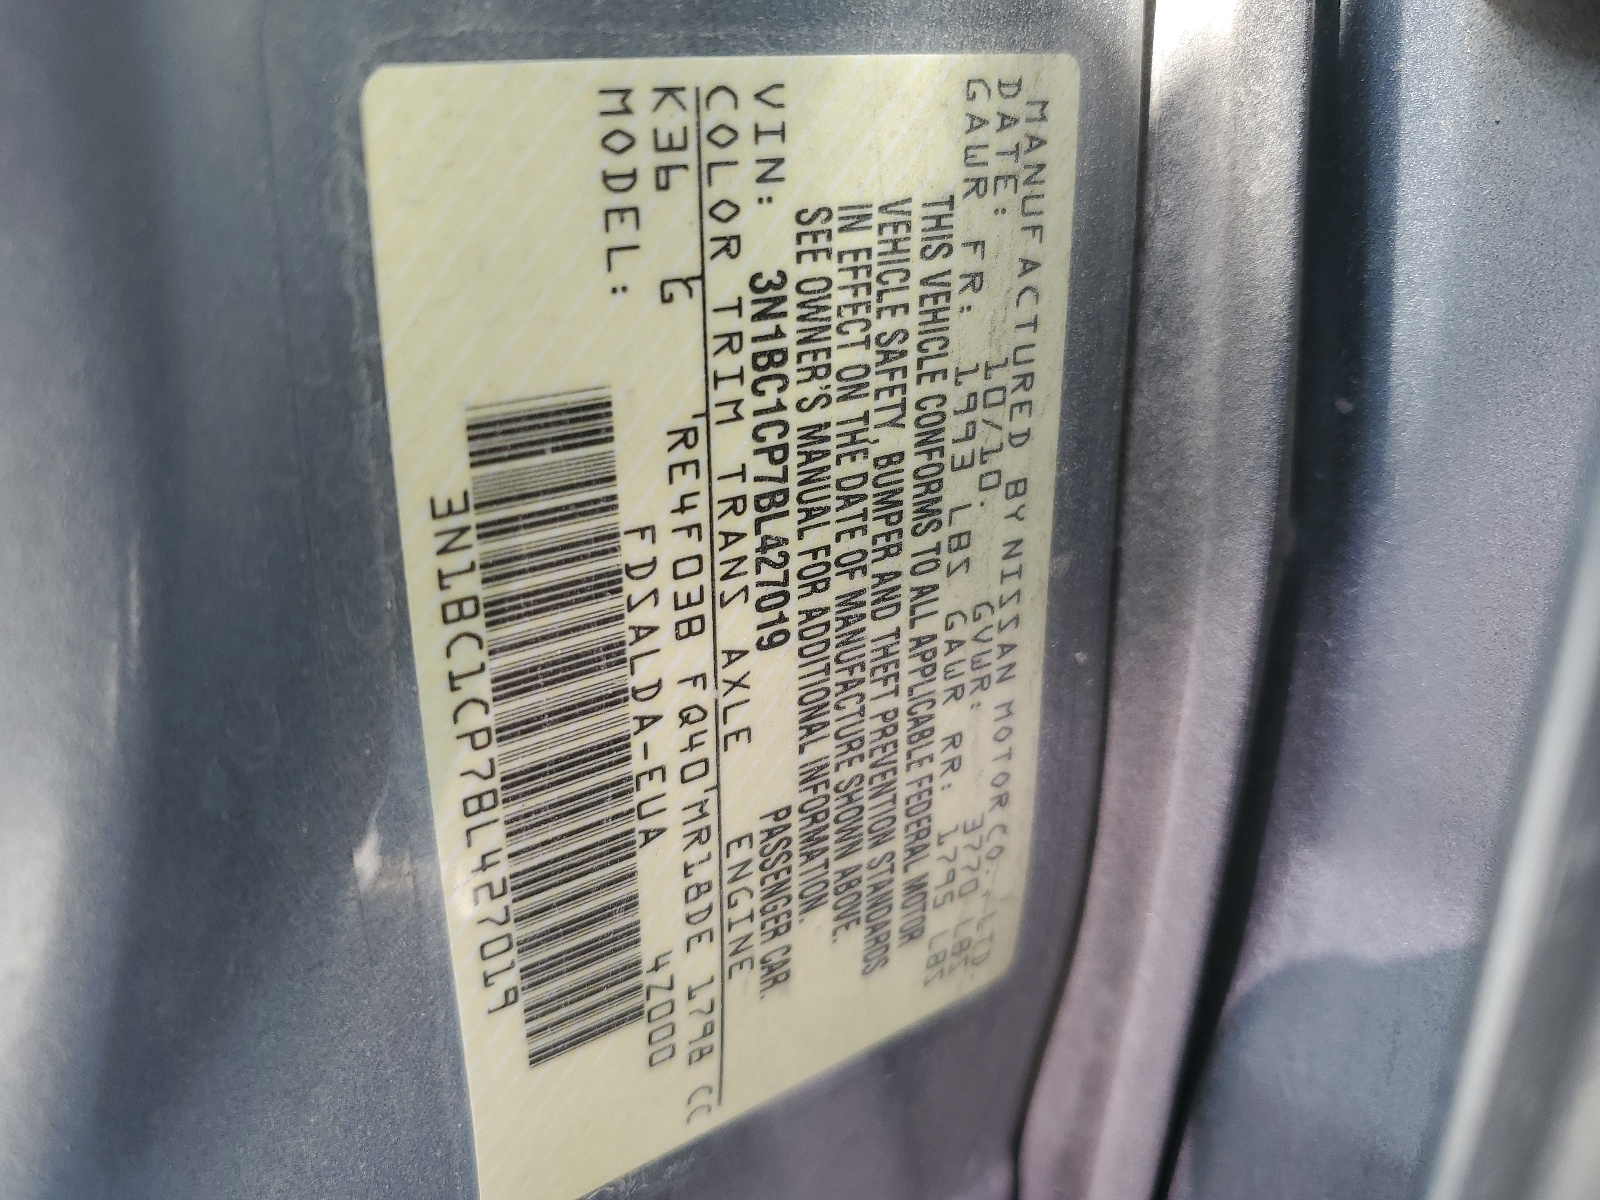 MANUFACTURED BY NISSAN MOTOR CO., LTD.
DATE: 10/10. GVWR: 3770 LBS
GAWR FR: 1993 LBS GAWR RR: 1795 LBS
THIS VEHICLE CONFORMS TO ALL APPLICABLE FEDERAL MOTOR
VEHICLE SAFETY, BUMPER AND THEFT PREVENTION STANDARDS
IN EFFECT ON THE DATE OF MANUFACTURE SHOWN ABOVE.
SEE OWNER'S MANUAL FOR ADDITIONAL INFORMATION.
VIN: 3N1BC1CP7BL427019 PASSENGER CAR.
COLOR TRIM TRANS AXLE ENGINE
K36 G RE4F03B FQ40 MR18DE 1798 CC
MODEL: FDSALDA-EUA 4Z000
3N1BC1CP7BL427019